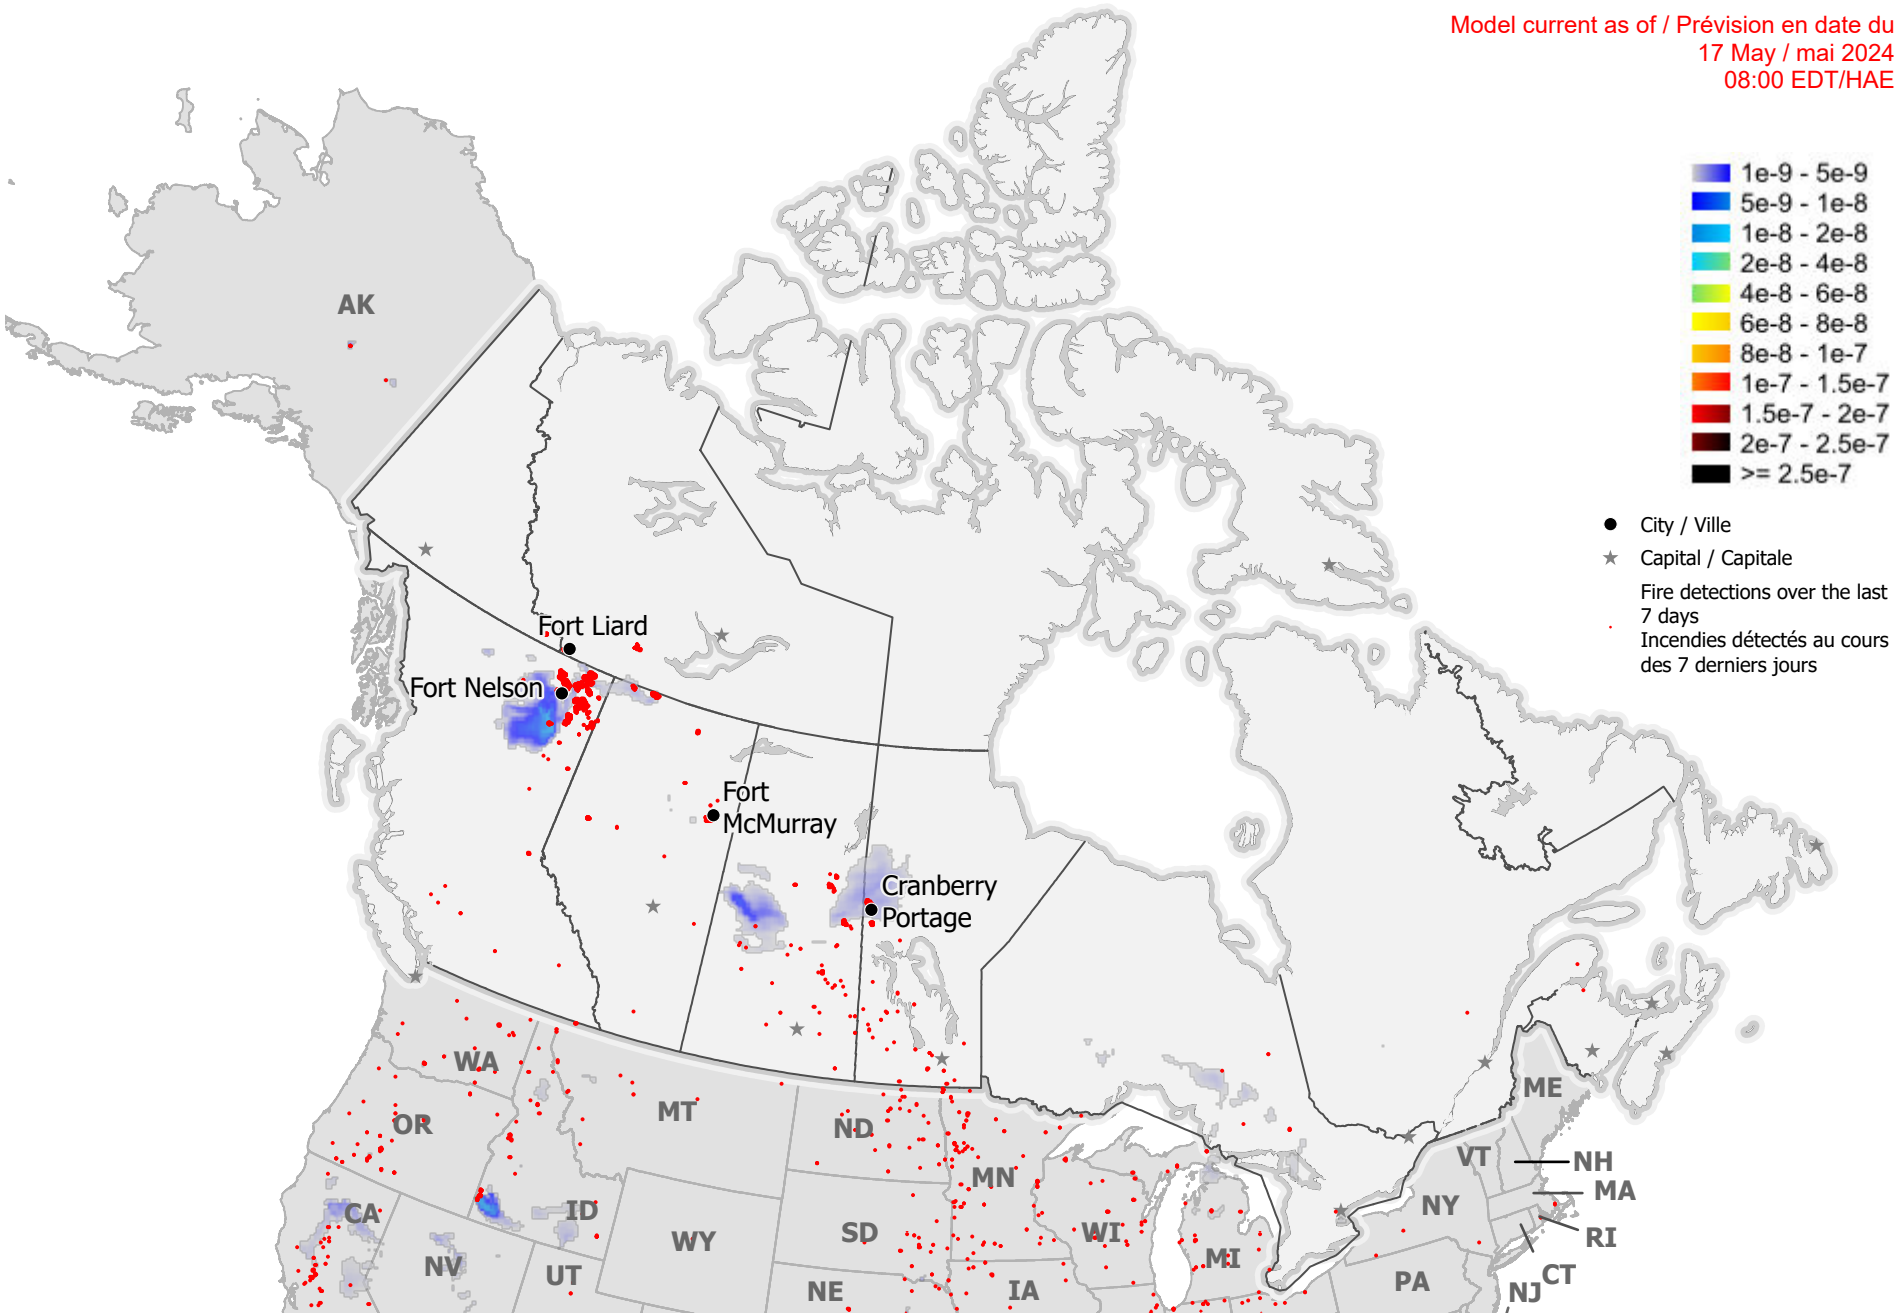 Model current as of / Prévision en date du
17 May / mai 2024
08:00 EDT/HAE
1e-9 - 5e-9
5e-9 - 1e-8
1e-8 - 2e-8
2e-8 - 4e-8
4e-8 - 6e-8
6e-8 - 8e-8
8e-8 - 1e-7
1e-7 - 1.5e-7
1.5e-7 - 2e-7
2e-7 - 2.5e-7
>= 2.5e-7
City / Ville
Capital / Capitale
Fire detections over the last
7 days
Incendies détectés au cours
des 7 derniers jours
AK
Fort Liard
Fort Nelson
Fort
McMurray
Cranberry
Portage
WA
OR
MT
ND
MN
ME
VT
NH
MA
NY
RI
CA
ID
WY
SD
WI
MI
NV
UT
NE
IA
PA
NJ
CT